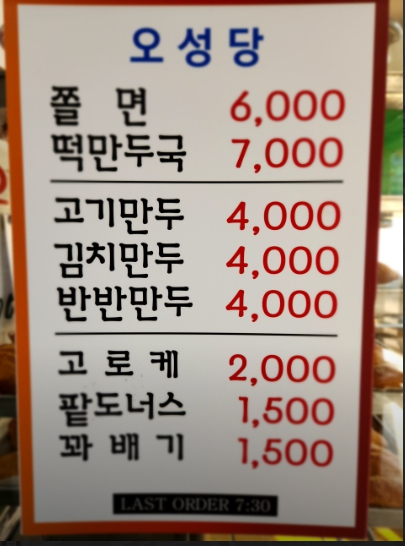 오성당
쫄 면 6,000
떡만두국 7,000
고기만두 4,000
김치만두 4,000
반반만두 4,000
고 로 케 2,000
팥도너스 1,500
꽈 배 기 1,500
LAST ORDER 7:30